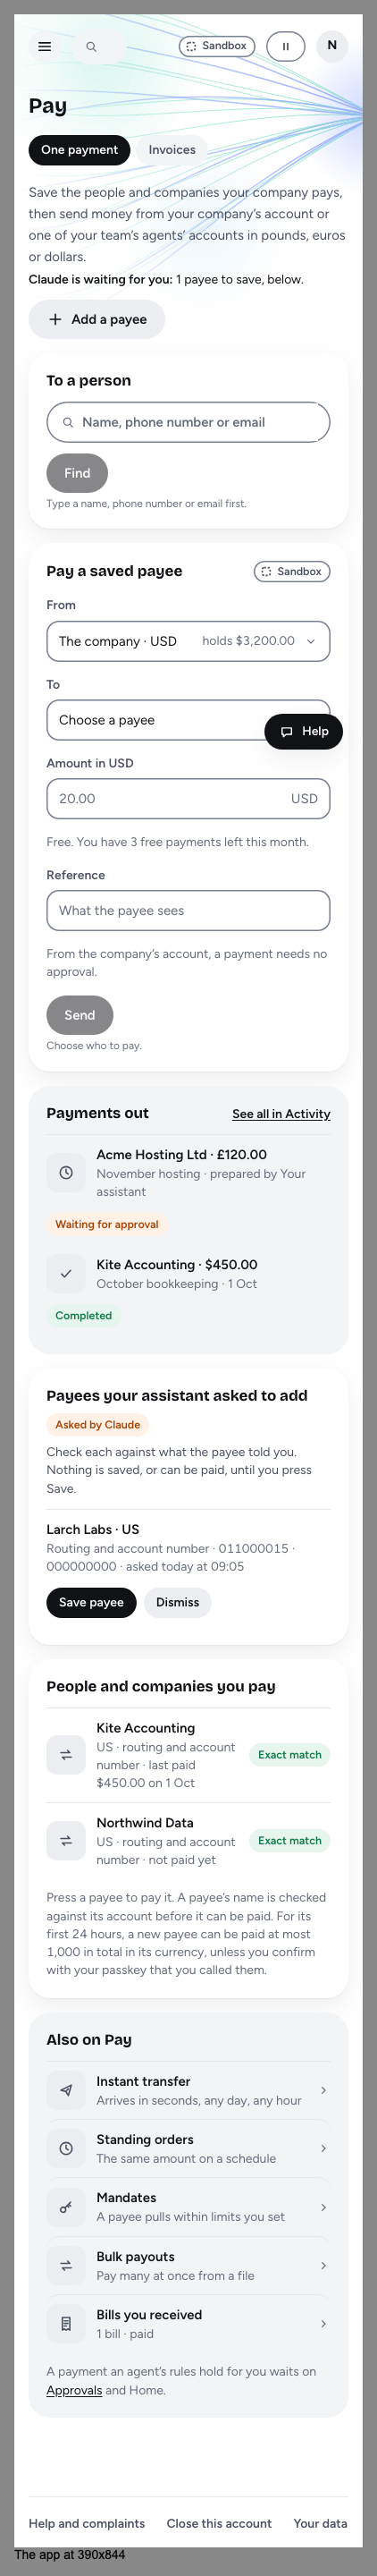 Sandbox
N
Pay
One payment
Invoices
Save the people and companies your company pays,
then send money from your company's account or
one of your team's agents' accounts in pounds, euros
or dollars.
Claude is waiting for you: 1 payee to save, below.
Add a payee
To a person
Name, phone number or email
Find
Type a name, phone number or email first.
Pay a saved payee
Sandbox
From
The company · USD holds $3,200.00
To
Choose a payee
Help
Amount in USD
20.00 USD
Free. You have 3 free payments left this month.
Reference
What the payee sees
From the company's account, a payment needs no
approval.
Send
Choose who to pay.
Payments out
See all in Activity
Acme Hosting Ltd · £120.00
November hosting · prepared by Your
assistant
Waiting for approval
Kite Accounting · $450.00
October bookkeeping · 1 Oct
Completed
Payees your assistant asked to add
Asked by Claude
Check each against what the payee told you.
Nothing is saved, or can be paid, until you press
Save.
Larch Labs · US
Routing and account number · 011000015 ·
000000000 · asked today at 09:05
Save payee
Dismiss
People and companies you pay
Kite Accounting
US · routing and account
number · last paid
$450.00 on 1 Oct
Exact match
Northwind Data
US · routing and account
number · not paid yet
Exact match
Press a payee to pay it. A payee's name is checked
against its account before it can be paid. For its
first 24 hours, a new payee can be paid at most
1,000 in total in its currency, unless you confirm
with your passkey that you called them.
Also on Pay
Instant transfer
Arrives in seconds, any day, any hour
Standing orders
The same amount on a schedule
Mandates
A payee pulls within limits you set
Bulk payouts
Pay many at once from a file
Bills you received
1 bill · paid
A payment an agent's rules hold for you waits on
Approvals and Home.
Help and complaints
Close this account
Your data
The app at 390x844